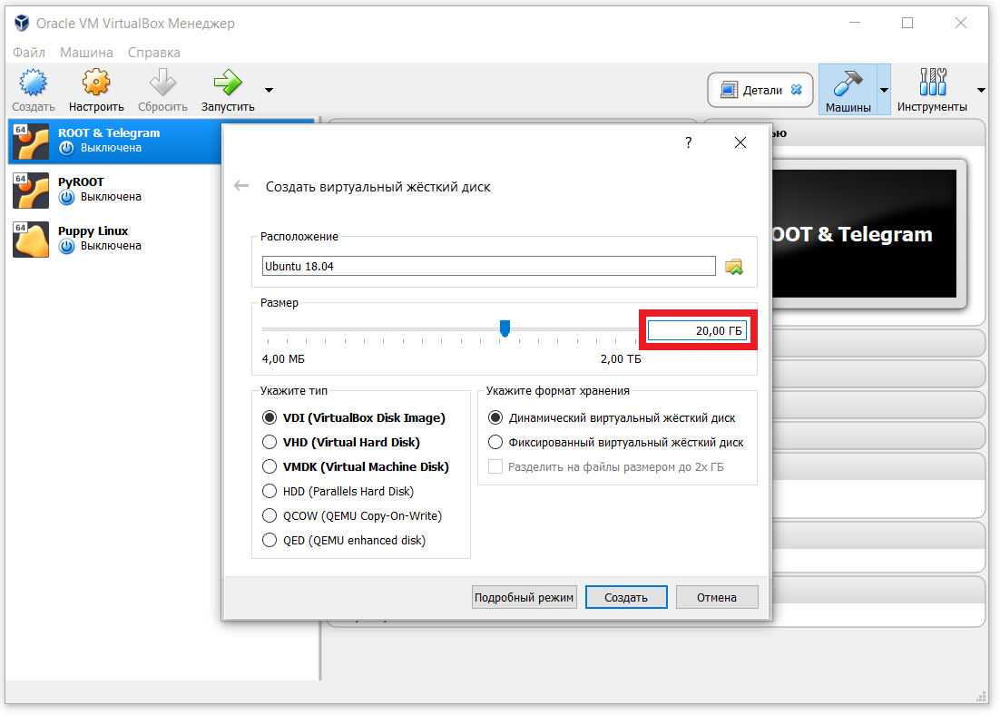 Oracle VM VirtualBox Менеджер
Файл Машина Справка
Создать Настроить Сбросить Запустить Детали Машины Инструменты
64 ROOT & Telegram
Выключена
64 PyROOT
Выключена
64 Puppy Linux
Выключена
?
Создать виртуальный жёсткий диск
Расположение
Ubuntu 18.04
Размер
20,00 ГБ
4,00 МБ 2,00 ТБ
Укажите тип
VDI (VirtualBox Disk Image)
VHD (Virtual Hard Disk)
VMDK (Virtual Machine Disk)
HDD (Parallels Hard Disk)
QCOW (QEMU Copy-On-Write)
QED (QEMU enhanced disk)
Укажите формат хранения
Динамический виртуальный жёсткий диск
Фиксированный виртуальный жёсткий диск
Разделить на файлы размером до 2х ГБ
Подробный режим Создать Отмена
ью
OOT & Telegram